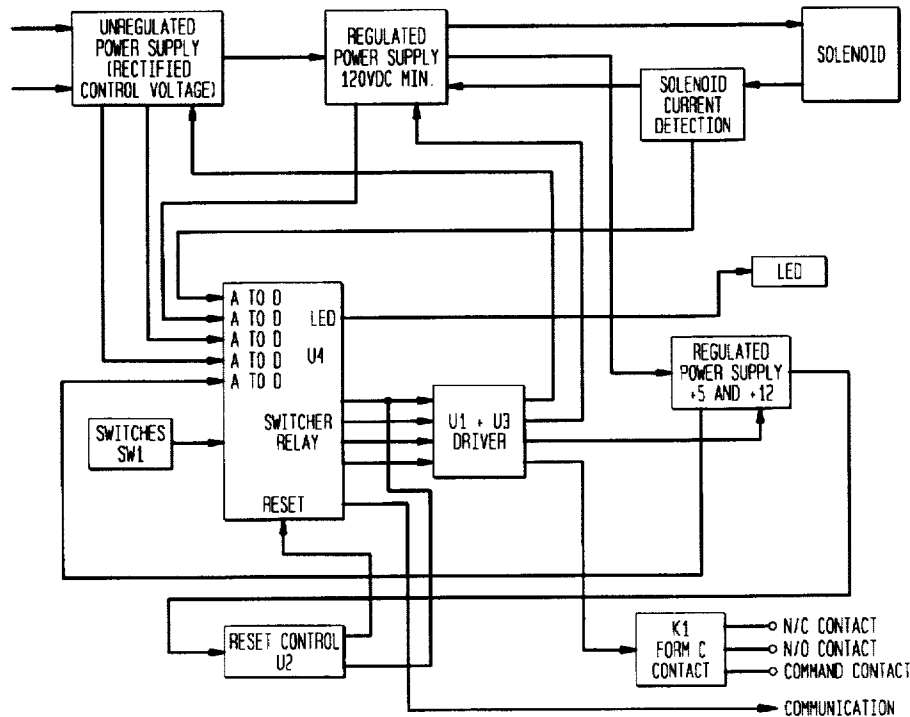 UNREGULATED
POWER SUPPLY
(RECTIFIED
CONTROL VOLTAGE)
REGULATED
POWER SUPPLY
120VDC MIN.
SOLENOID
SOLENOID
CURRENT
DETECTION
LED
A TO D
A TO D
A TO D
A TO D
A TO D
LED
U4
SWITCHER
RELAY
RESET
SWITCHES
SW1
U1 + U3
DRIVER
REGULATED
POWER SUPPLY
+5 AND +12
RESET CONTROL
U2
K1
FORM C
CONTACT
N/C CONTACT
N/O CONTACT
COMMAND CONTACT
COMMUNICATION